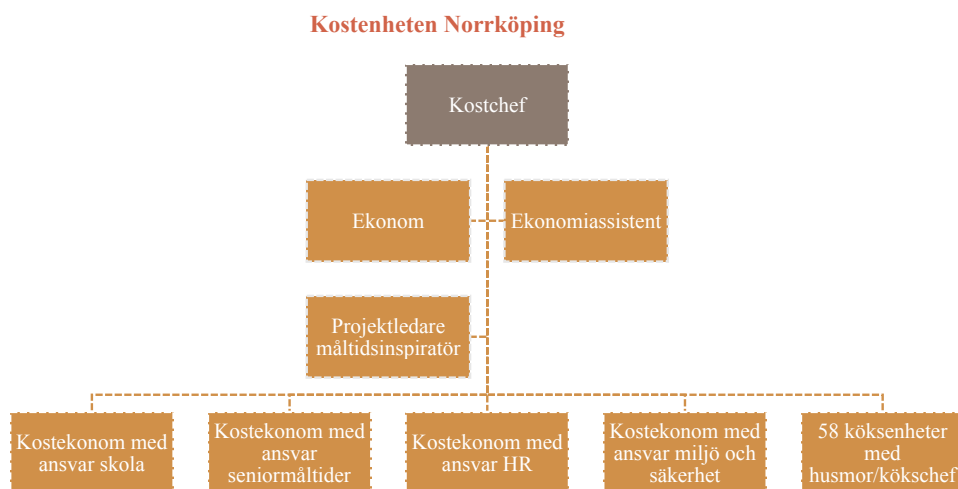 Kostenheten Norrköping
Kostchef
Ekonom
Ekonomiassistent
Projektledare
måltidsinspiratör
Kostekonom med
ansvar skola
Kostekonom med
ansvar
seniormåltider
Kostekonom med
ansvar HR
Kostekonom med
ansvar miljö och
säkerhet
58 köksenheter
med
husmor/kökschef